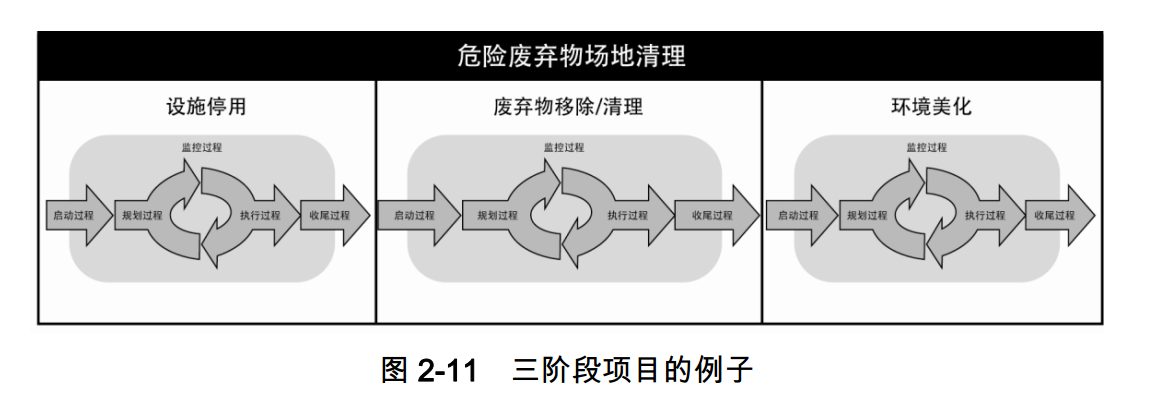 危险废弃物场地清理
设施停用
监控过程
启动过程
规划过程
执行过程
收尾过程
废弃物移除/清理
监控过程
启动过程
规划过程
执行过程
收尾过程
环境美化
监控过程
启动过程
规划过程
执行过程
收尾过程
图 2-11 三阶段项目的例子